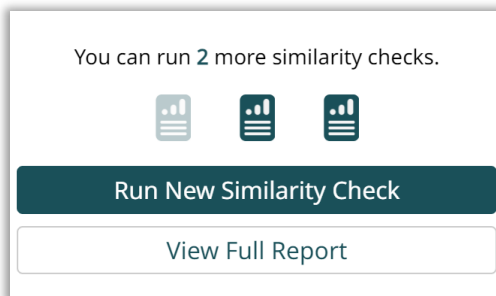 You can run 2 more similarity checks.
Run New Similarity Check
View Full Report